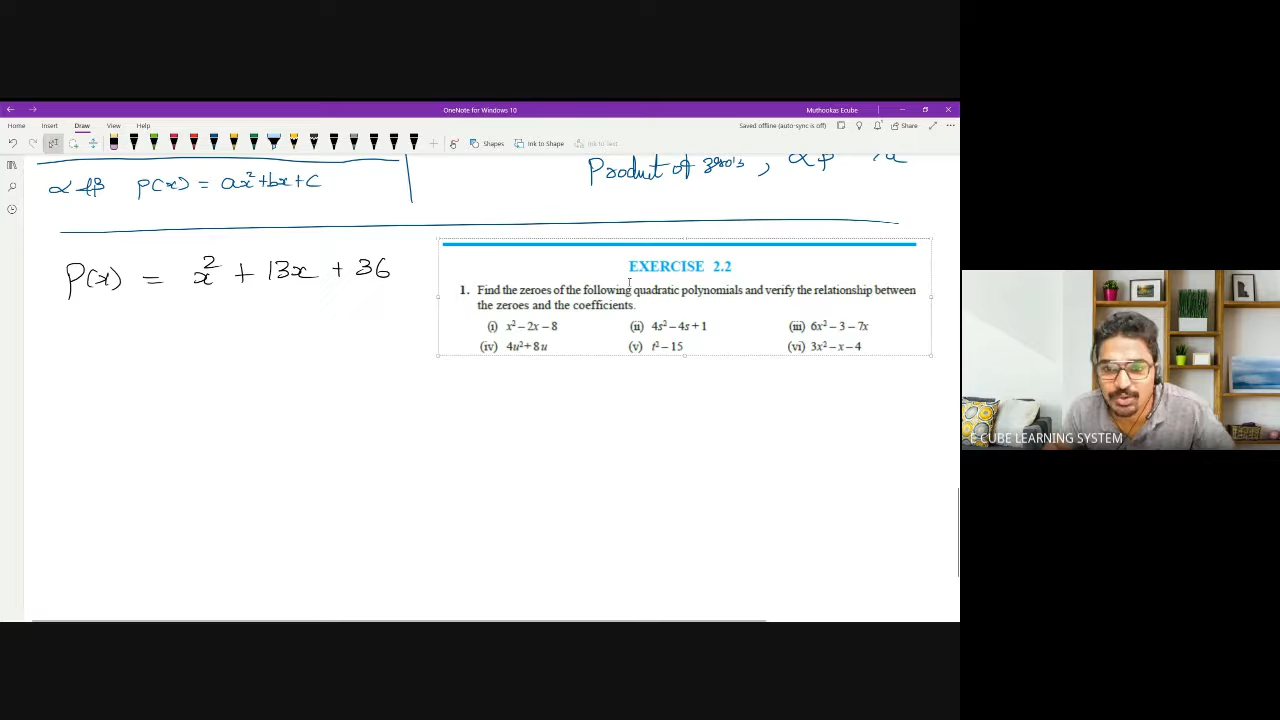 OneNote for Windows 10
Muthookas Ecube
Home Insert Draw View Help
Saved offline (auto-sync is off)
Share
Shapes
Ink to Shape
Ink to Text
Product of zero's, αβ
α & β P(x) = ax²+bx+c
P(x) = x² + 13x + 36
EXERCISE 2.2
1. Find the zeroes of the following quadratic polynomials and verify the relationship between
the zeroes and the coefficients.
(i) x² – 2x – 8 (ii) 4s² – 4s + 1 (iii) 6x² – 3 – 7x
(iv) 4u² + 8u (v) t² – 15 (vi) 3x² – x – 4
E CUBE LEARNING SYSTEM